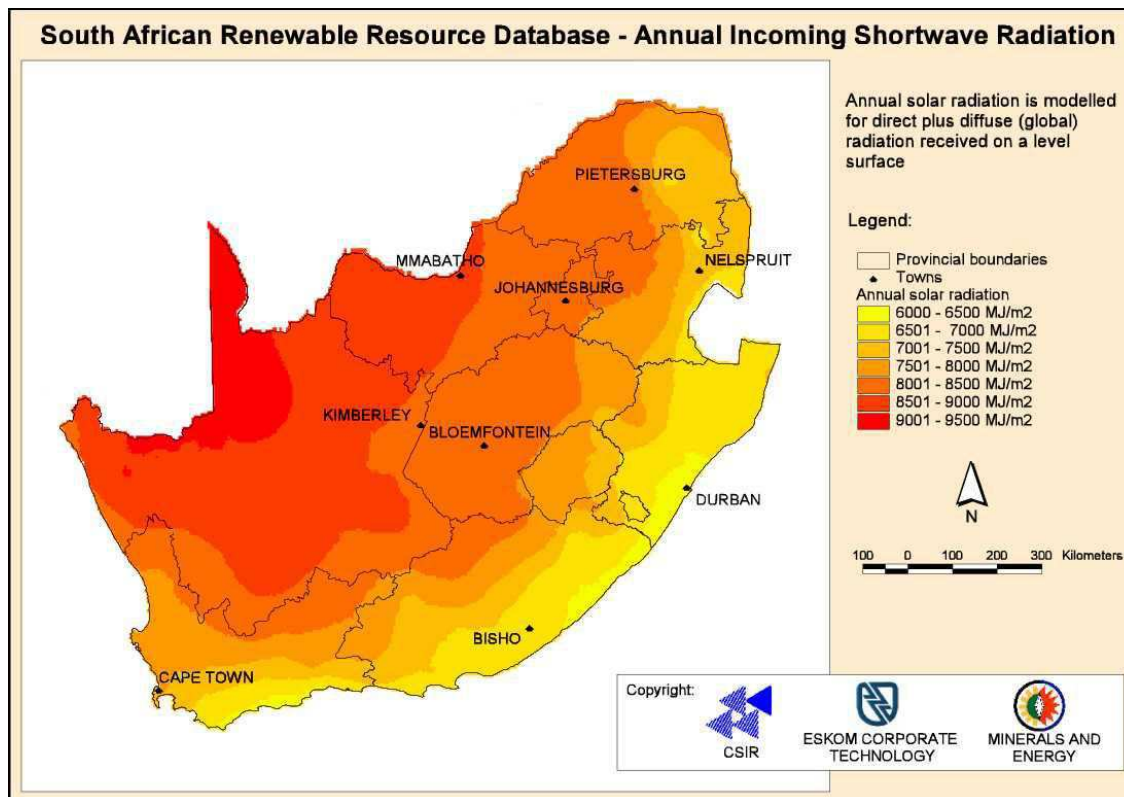 South African Renewable Resource Database - Annual Incoming Shortwave Radiation
Annual solar radiation is modelled
for direct plus diffuse (global)
radiation received on a level
surface
PIETERSBURG
MMABATHO
NELSPRUIT
JOHANNESBURG
KIMBERLEY
BLOEMFONTEIN
DURBAN
BISHO
CAPE TOWN
Legend:
Provincial boundaries
Towns
Annual solar radiation
6000 - 6500 MJ/m2
6501 - 7000 MJ/m2
7001 - 7500 MJ/m2
7501 - 8000 MJ/m2
8001 - 8500 MJ/m2
8501 - 9000 MJ/m2
9001 - 9500 MJ/m2
N
100 0 100 200 300 Kilometers
Copyright:
CSIR
ESKOM CORPORATE
TECHNOLOGY
MINERALS AND
ENERGY